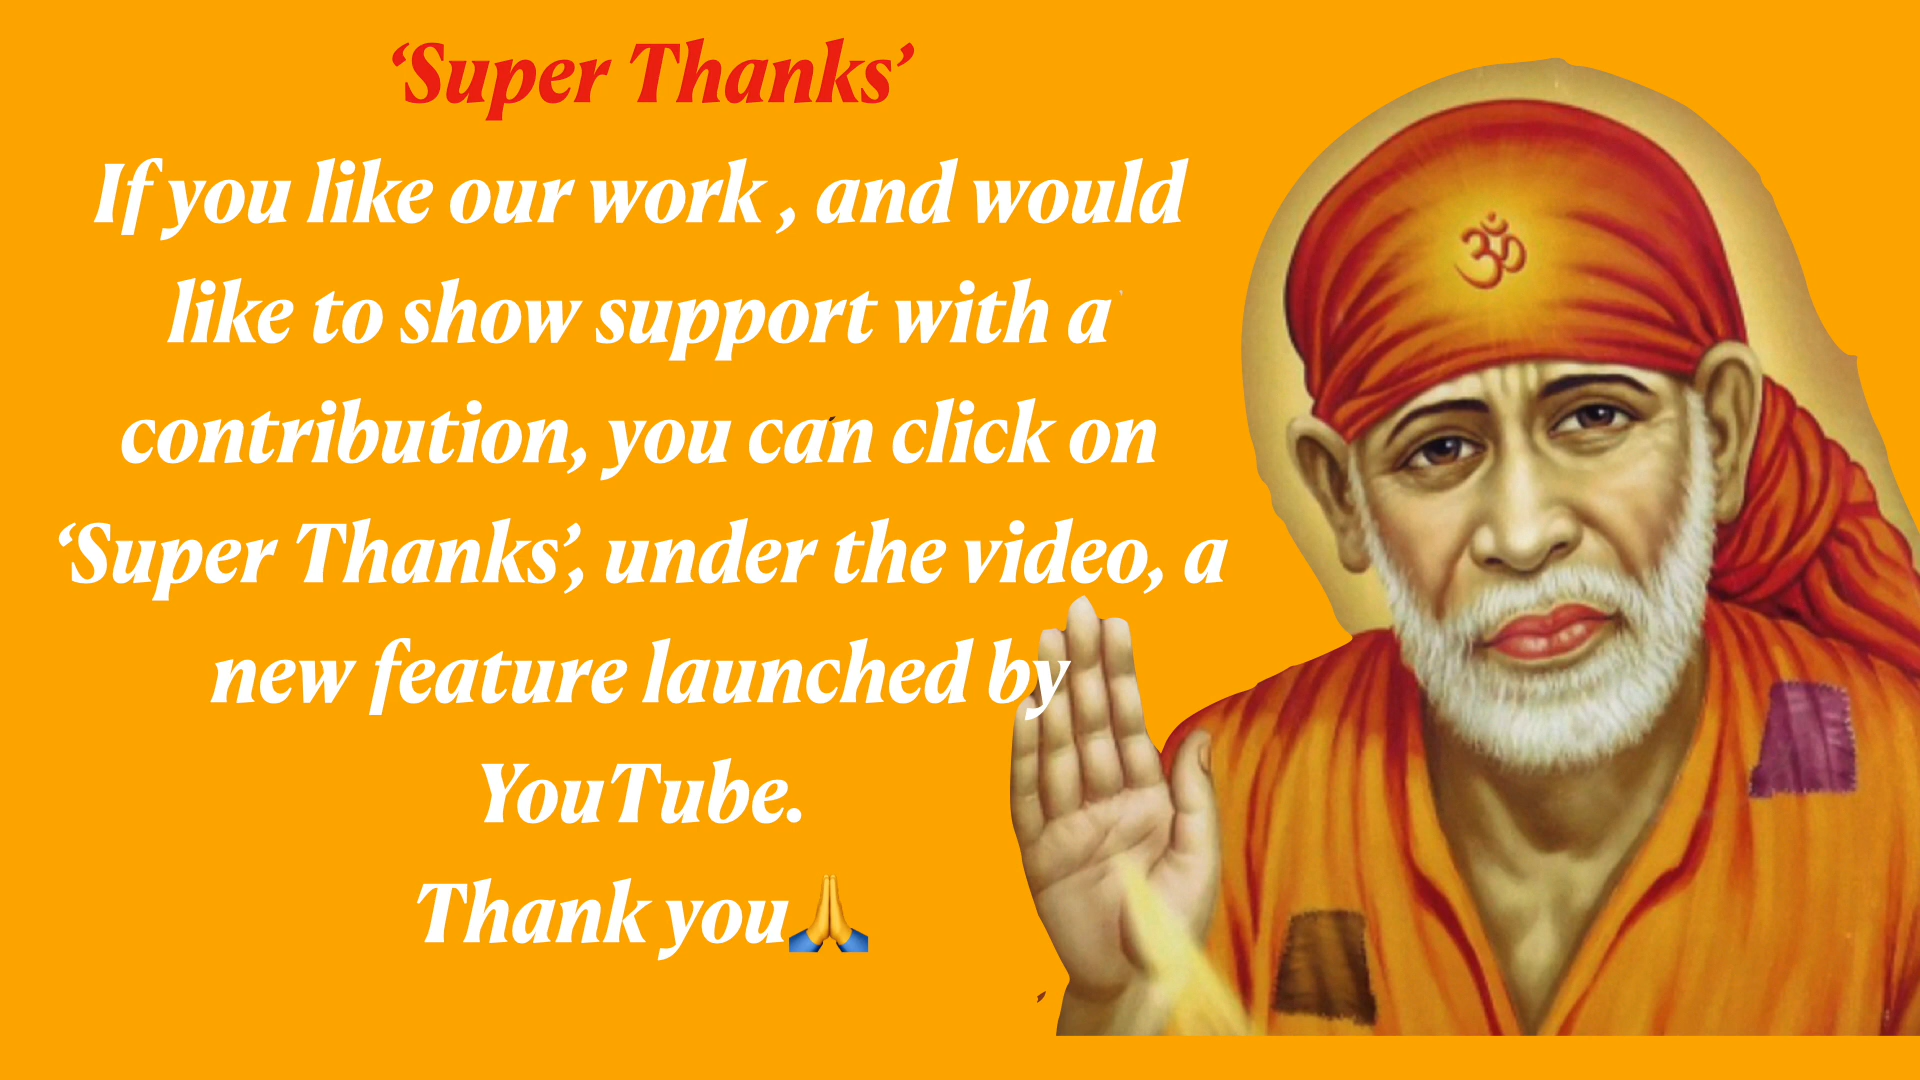 ‘Super Thanks’
If you like our work , and would
like to show support with a
contribution, you can click on
‘Super Thanks’, under the video, a
new feature launched by
YouTube.
Thank you🙏
ॐ